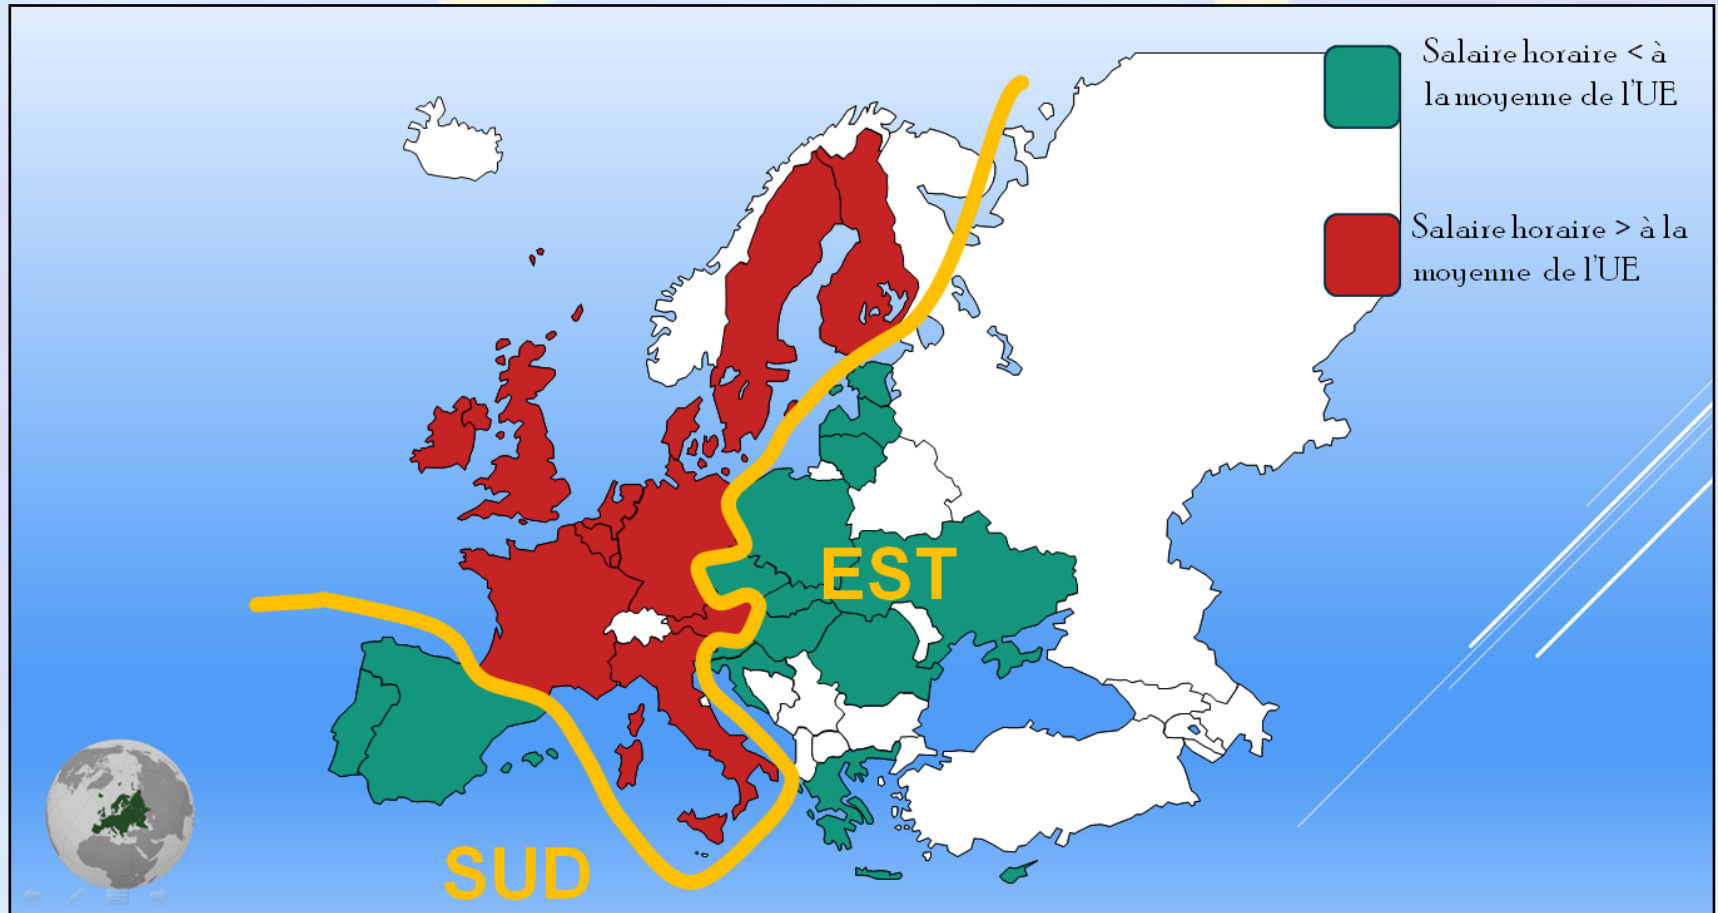 Salaire horaire < à
la moyenne de l'UE
Salaire horaire > à la
moyenne de l'UE
EST
SUD